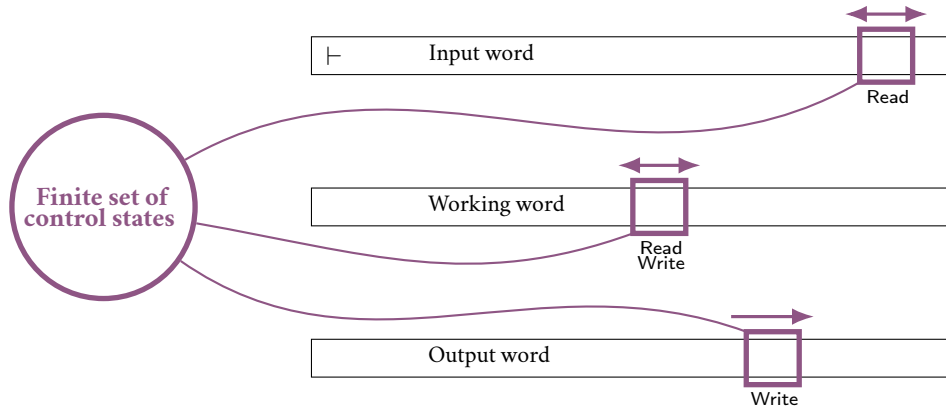 ⊢ Input word
Read
Finite set of
control states
Working word
Read
Write
Output word
Write